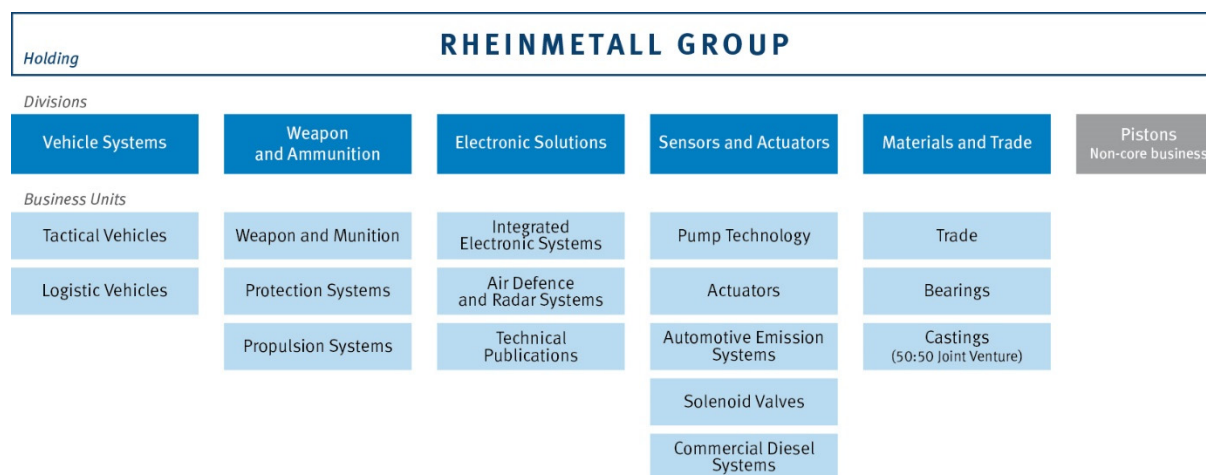 RHEINMETALL GROUP
Holding
Divisions
Vehicle Systems
Weapon
and Ammunition
Electronic Solutions
Sensors and Actuators
Materials and Trade
Pistons
Non-core business
Business Units
Tactical Vehicles
Logistic Vehicles
Weapon and Munition
Protection Systems
Propulsion Systems
Integrated
Electronic Systems
Air Defence
and Radar Systems
Technical
Publications
Pump Technology
Actuators
Automotive Emission
Systems
Solenoid Valves
Commercial Diesel
Systems
Trade
Bearings
Castings
(50:50 Joint Venture)